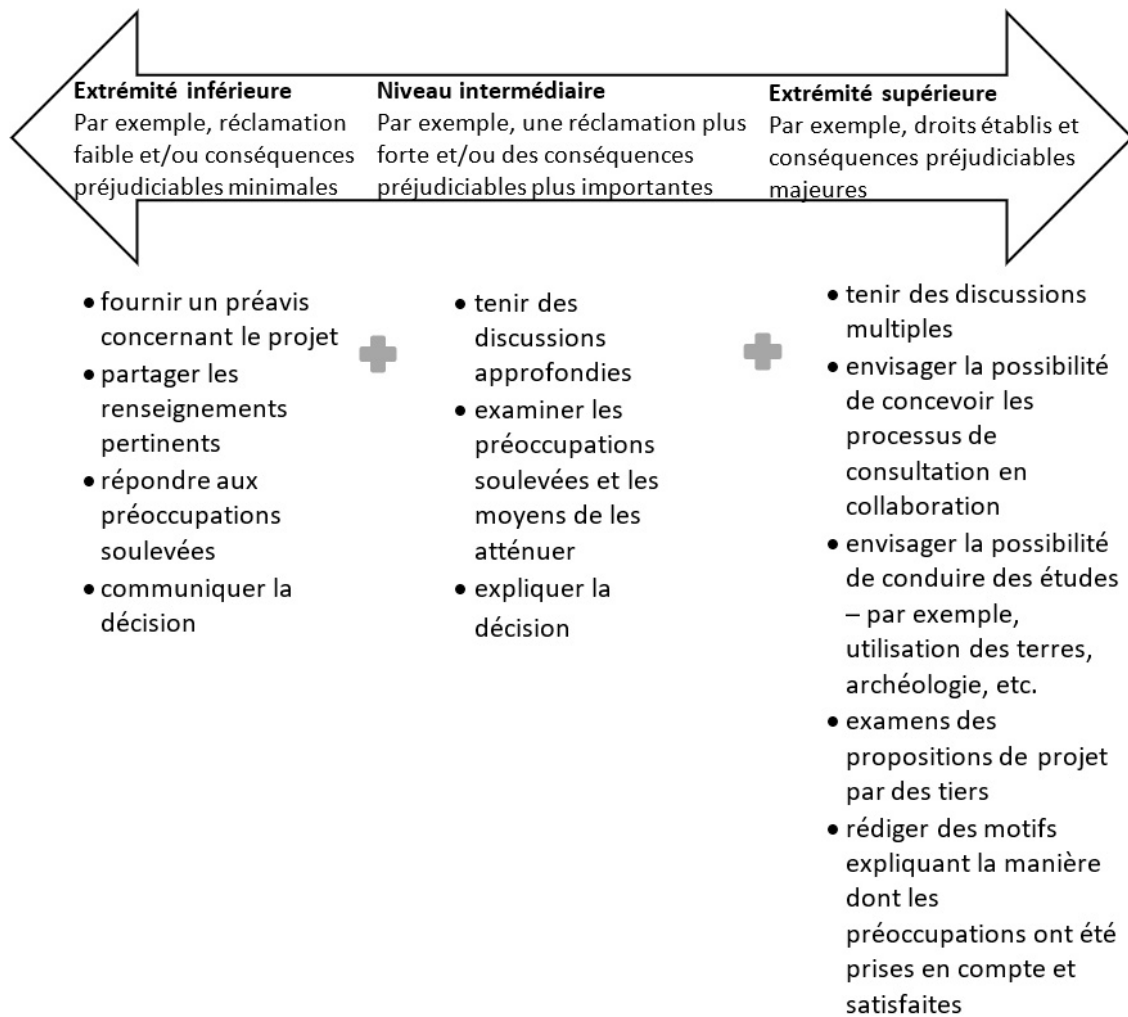 Extrémité inférieure
Par exemple, réclamation
faible et/ou conséquences
préjudiciables minimales
Niveau intermédiaire
Par exemple, une réclamation plus
forte et/ou des conséquences
préjudiciables plus importantes
Extrémité supérieure
Par exemple, droits établis et
conséquences préjudiciables
majeures
• fournir un préavis
concernant le projet
• partager les
renseignements
pertinents
• répondre aux
préoccupations
soulevées
• communiquer la
décision
• tenir des
discussions
approfondies
• examiner les
préoccupations
soulevées et les
moyens de les
atténuer
• expliquer la
décision
• tenir des discussions
multiples
• envisager la possibilité
de concevoir les
processus de
consultation en
collaboration
• envisager la possibilité
de conduire des études
– par exemple,
utilisation des terres,
archéologie, etc.
• examens des
propositions de projet
par des tiers
• rédiger des motifs
expliquant la manière
dont les
préoccupations ont été
prises en compte et
satisfaites